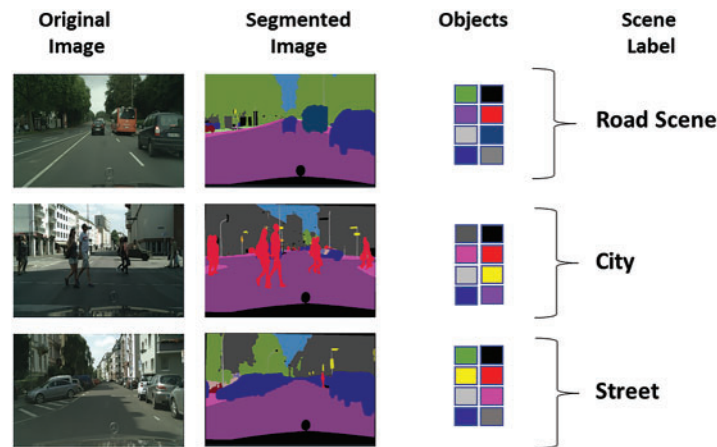 Original Image
Segmented Image
Objects
Scene Label
Road Scene
City
Street